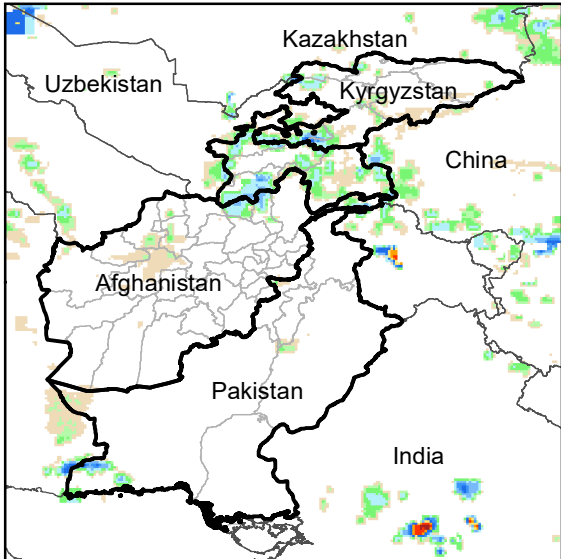 Kazakhstan
Uzbekistan
Kyrgyzstan
China
Afghanistan
Pakistan
India